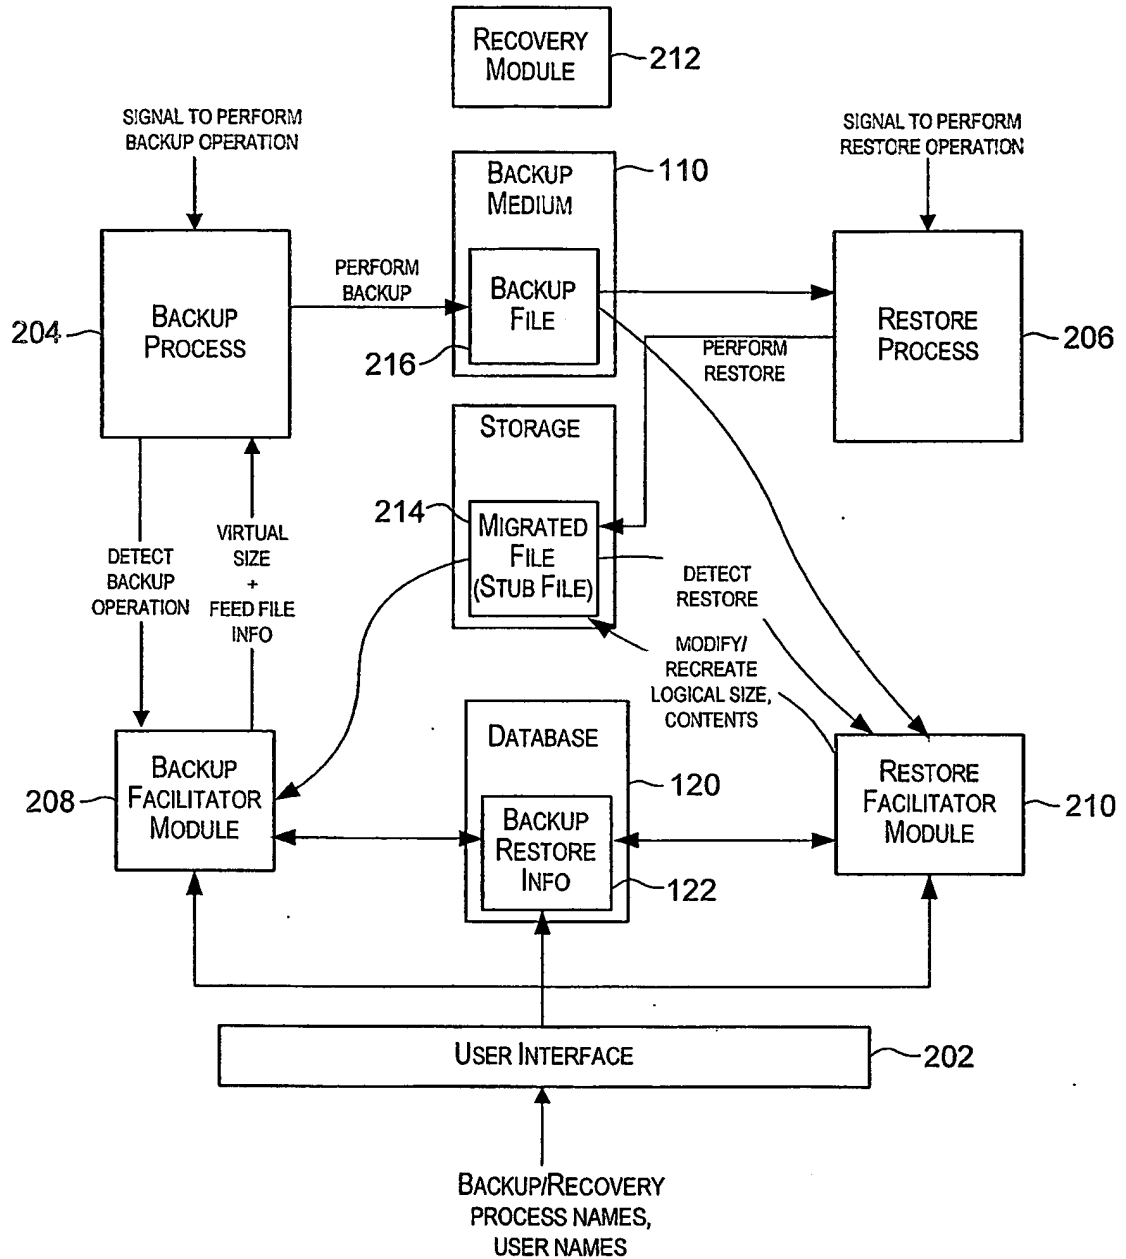 RECOVERY
MODULE
212
SIGNAL TO PERFORM
BACKUP OPERATION
SIGNAL TO PERFORM
RESTORE OPERATION
BACKUP
MEDIUM
110
BACKUP
FILE
216
PERFORM
BACKUP
BACKUP
PROCESS
204
RESTORE
PROCESS
206
PERFORM
RESTORE
STORAGE
214
MIGRATED
FILE
(STUB FILE)
DETECT
BACKUP
OPERATION
VIRTUAL
SIZE
+
FEED FILE
INFO
DETECT
RESTORE
MODIFY/
RECREATE
LOGICAL SIZE,
CONTENTS
BACKUP
FACILITATOR
MODULE
208
DATABASE
120
BACKUP
RESTORE
INFO
122
RESTORE
FACILITATOR
MODULE
210
USER INTERFACE
202
BACKUP/RECOVERY
PROCESS NAMES,
USER NAMES